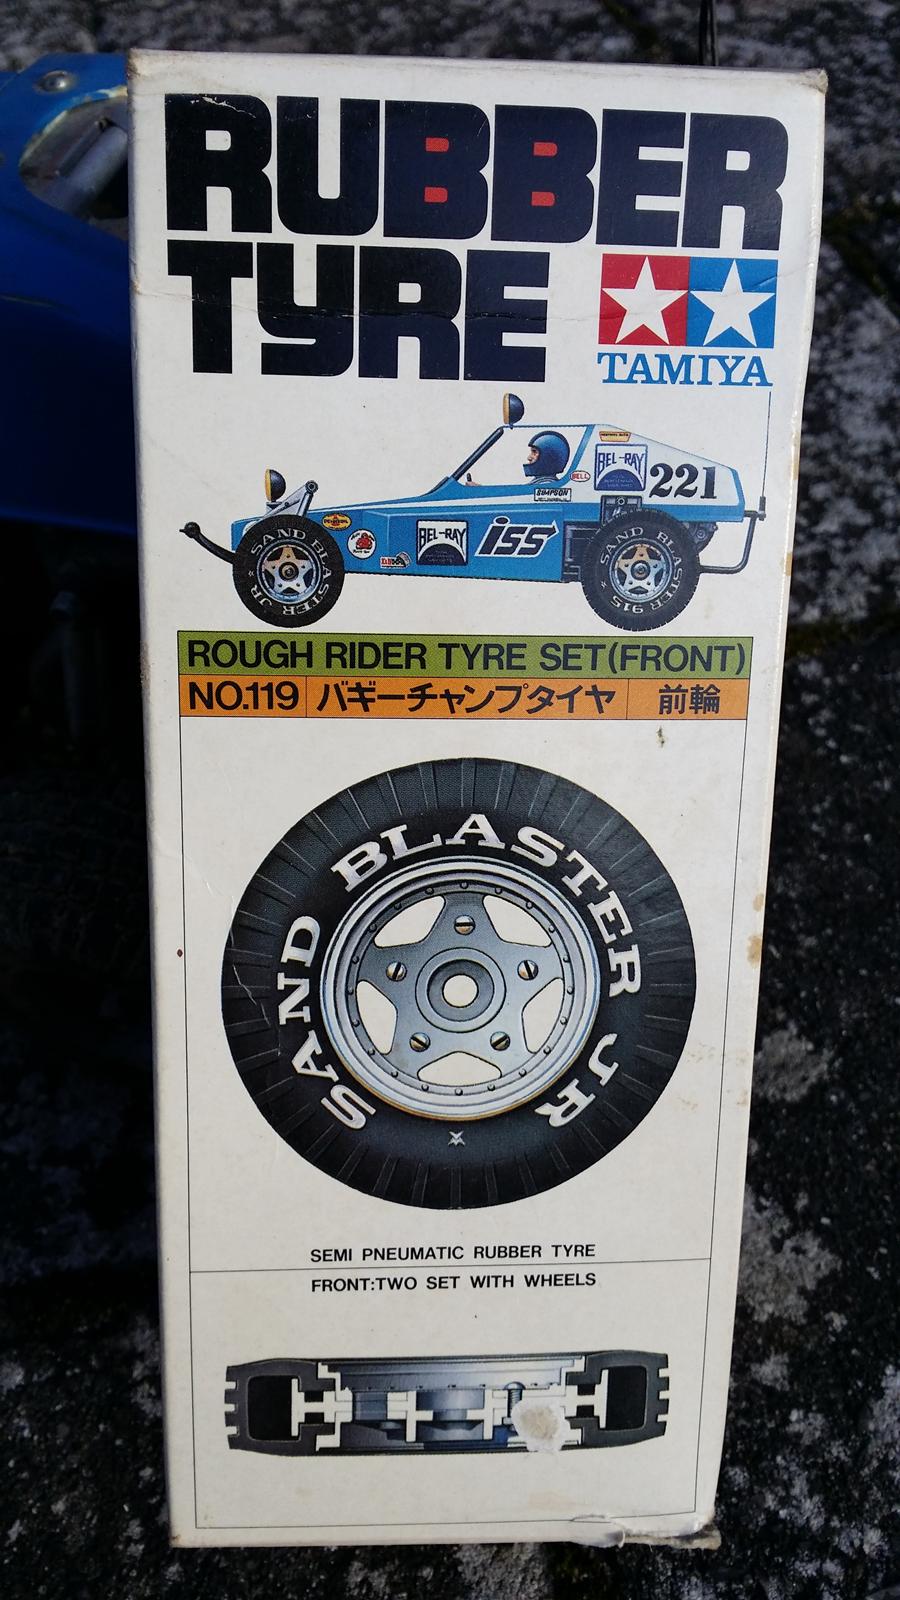 RUBBER
TYRE
TAMIYA
BEL-RAY
221
BELL
SIMPSON
BEL-RAY
iss
SAND BLASTER JR
SAND BLASTER 915
ROUGH RIDER TYRE SET(FRONT)
NO.119 バギーチャンプタイヤ 前輪
SAND BLASTER JR
SEMI PNEUMATIC RUBBER TYRE
FRONT:TWO SET WITH WHEELS